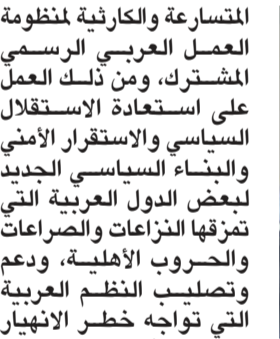 المتسارعة والكارثية لمنظومة
العمل العربي الرسمي
المشترك، ومن ذلك العمل
على استعادة الاستقلال
السياسي والاستقرار الأمني
والبناء السياسي الجديد
لبعض الدول العربية التي
تمزقها النزاعات والصراعات
والحروب الأهلية، ودعم
وتصليب النظم العربية
التي تواجه خطر الانهيار